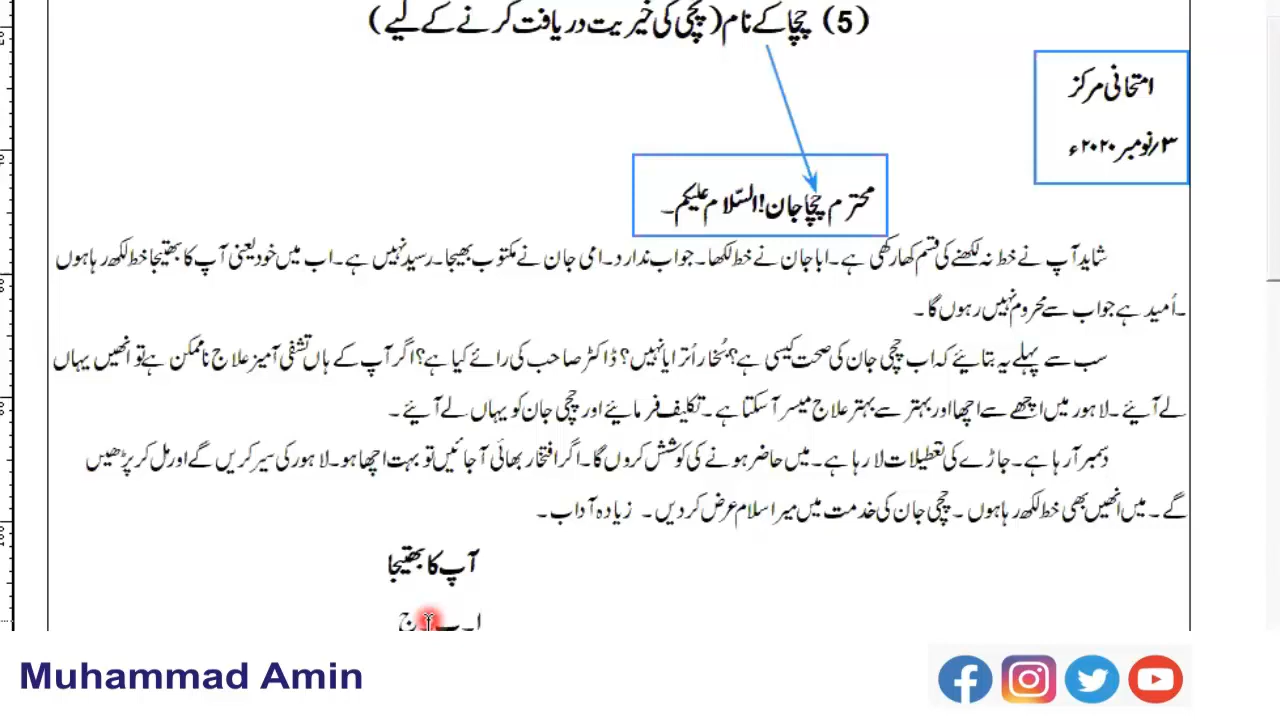 (5) چچا کے نام (چچی کی خیریت دریافت کرنے کے لیے)
امتحانی مرکز
۳/نومبر ۲۰۲۰ء
محترم چچا جان! السّلام علیکم۔
شاید آپ نے خط نہ لکھنے کی قسم کھا رکھی ہے۔ ابا جان نے خط لکھا۔ جواب ندارد۔ امی جان نے مکتوب بھیجا۔ رسید نہیں ہے۔ اب میں خود یعنی آپ کا بھتیجا خط لکھ رہا ہوں
۔اُمید ہے جواب سے محروم نہیں رہوں گا۔
سب سے پہلے یہ بتائیے کہ اب چچی جان کی صحت کیسی ہے؟ بُخار اُترا یا نہیں؟ ڈاکٹر صاحب کی رائے کیا ہے؟ اگر آپ کے ہاں تشفی آمیز علاج ناممکن ہے تو انھیں یہاں
لے آئیے۔ لاہور میں اچھے سے اچھا اور بہتر سے بہتر علاج میسر آ سکتا ہے۔ تکلیف فرمائیے اور چچی جان کو یہاں لے آئیے۔
دسمبر آ رہا ہے۔ جاڑے کی تعطیلات لا رہا ہے۔ میں حاضر ہونے کی کوشش کروں گا۔ اگر افتخار بھائی آ جائیں تو بہت اچھا ہو۔ لاہور کی سیر کریں گے اور مل کر پڑھیں
گے۔ میں انھیں بھی خط لکھ رہا ہوں۔ چچی جان کی خدمت میں میرا سلام عرض کر دیں۔ زیادہ آداب۔
آپ کا بھتیجا
ا۔ب۔ج
Muhammad Amin